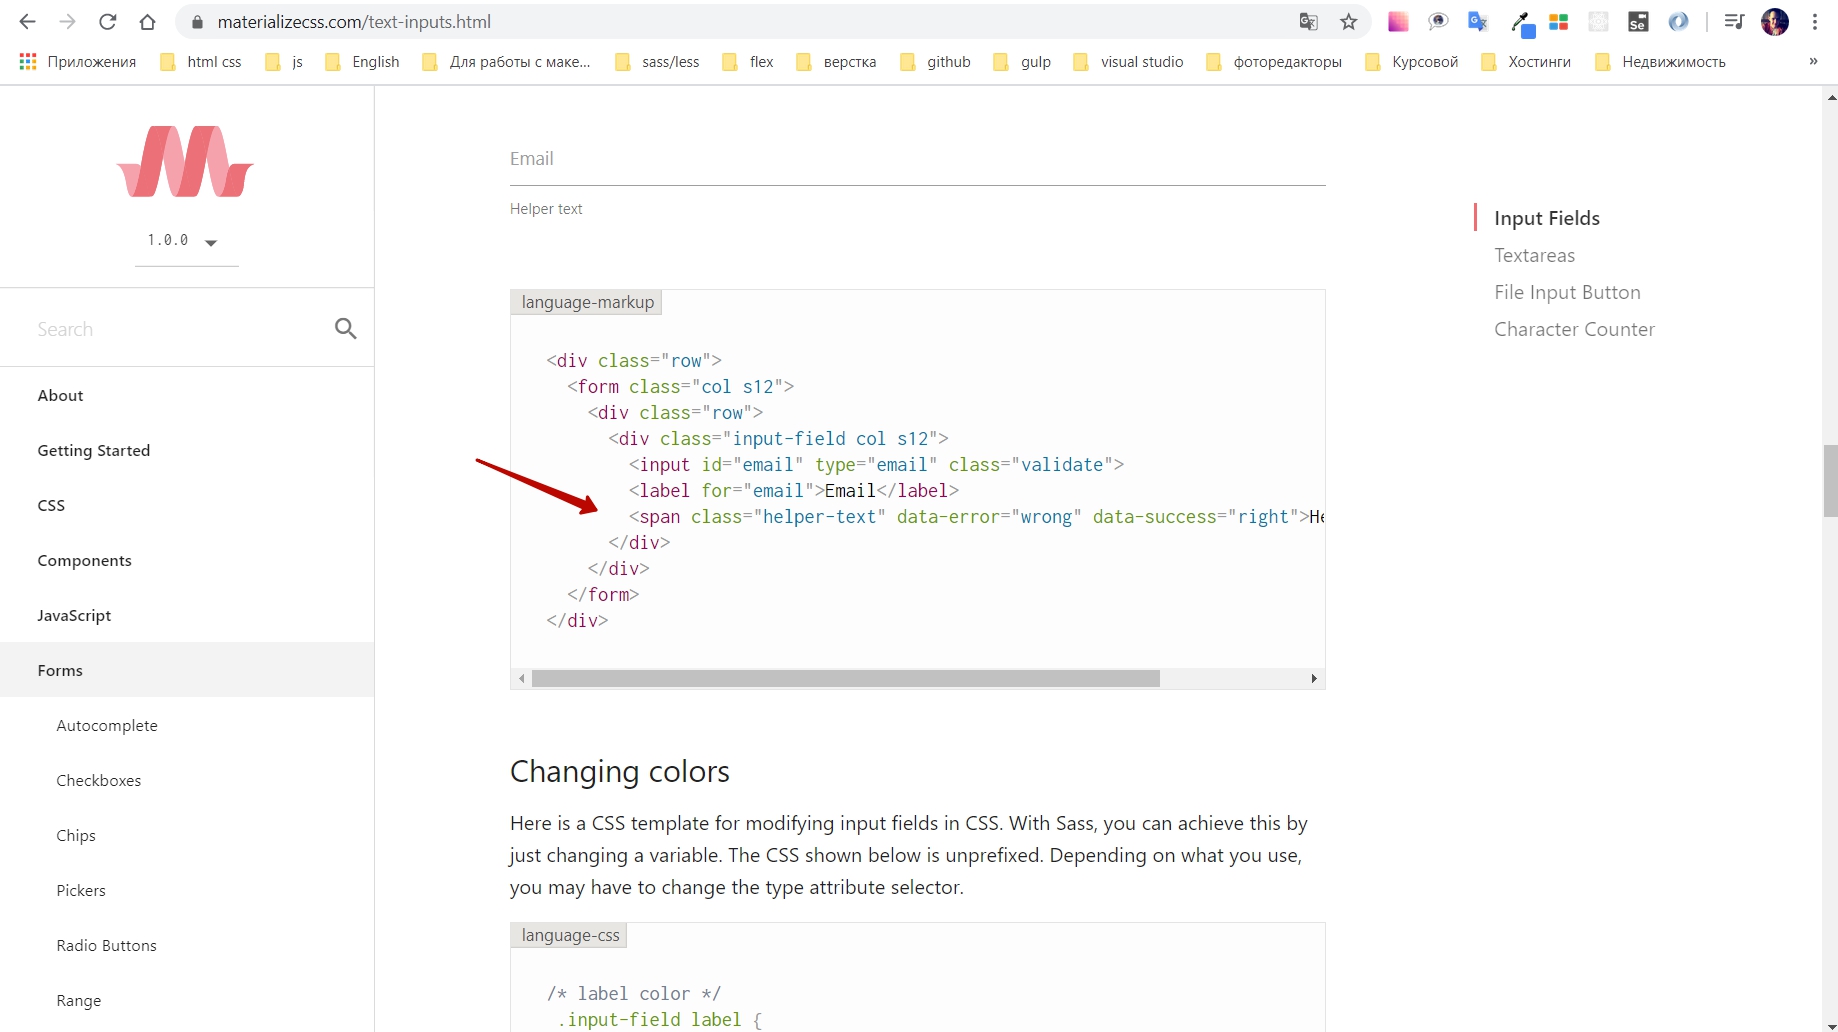 materializecss.com/text-inputs.html
Приложения html css js English Для работы с маке... sass/less flex верстка github gulp visual studio фоторедакторы Курсовой Хостинги Недвижимость »
1.0.0
Search
About
Getting Started
CSS
Components
JavaScript
Forms
Autocomplete
Checkboxes
Chips
Pickers
Radio Buttons
Range
Email
Helper text
language-markup
<div class="row">
<form class="col s12">
<div class="row">
<div class="input-field col s12">
<input id="email" type="email" class="validate">
<label for="email">Email</label>
<span class="helper-text" data-error="wrong" data-success="right">He
</div>
</div>
</form>
</div>
Changing colors
Here is a CSS template for modifying input fields in CSS. With Sass, you can achieve this by
just changing a variable. The CSS shown below is unprefixed. Depending on what you use,
you may have to change the type attribute selector.
language-css
/* label color */
.input-field label {
Input Fields
Textareas
File Input Button
Character Counter